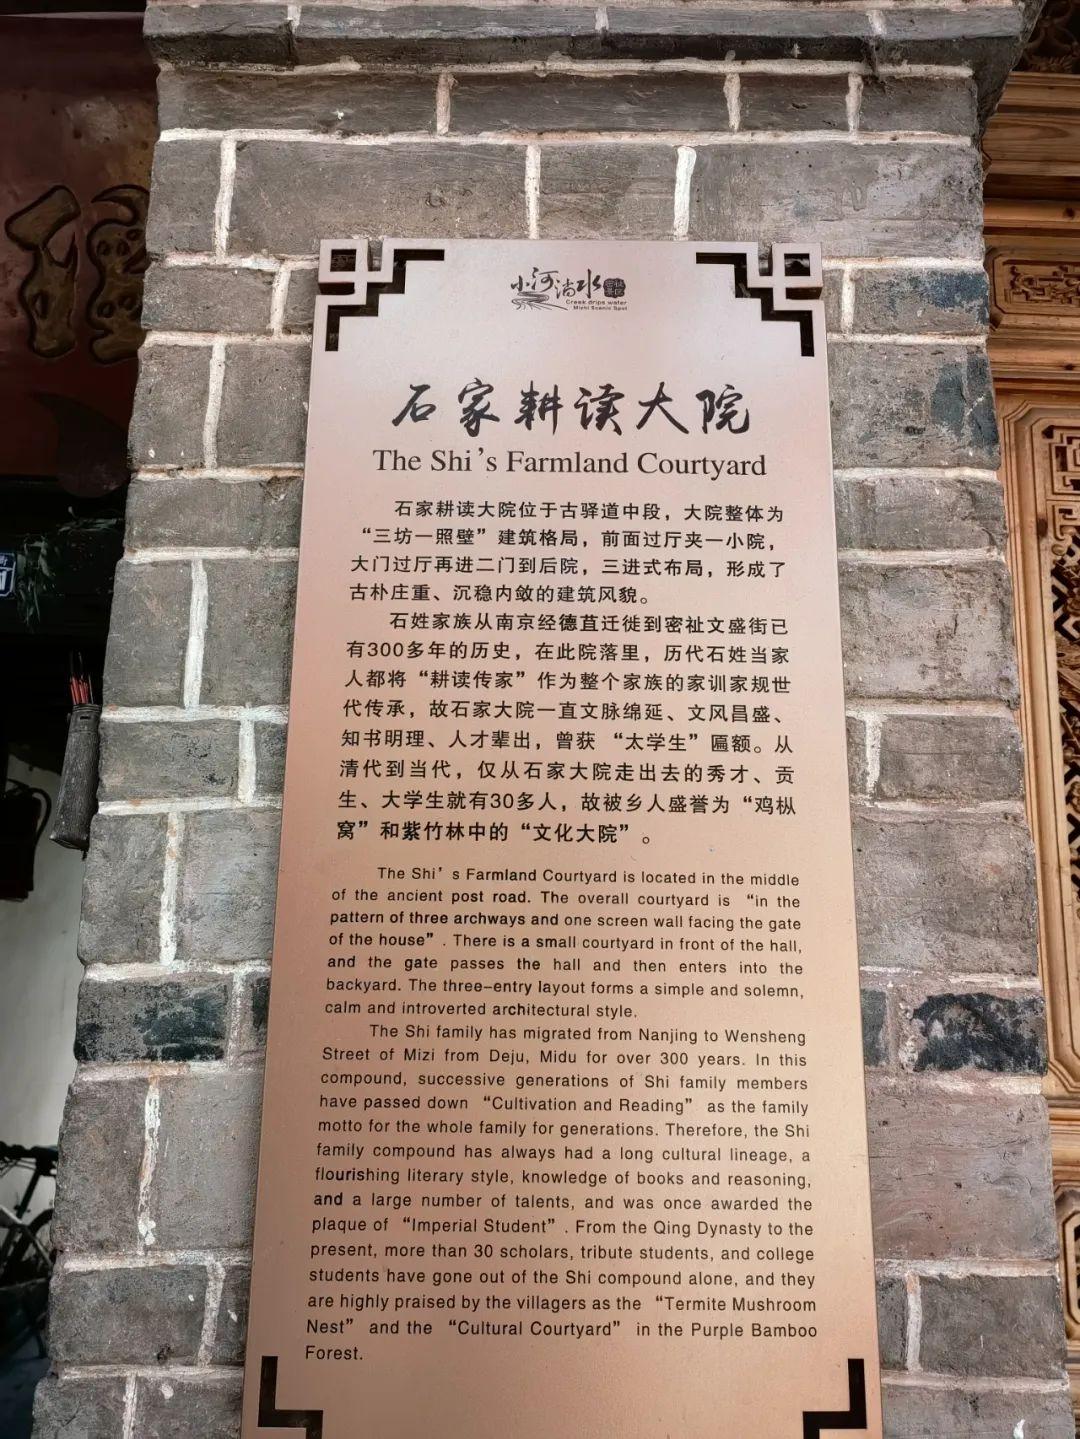 小河淌水
Creek drips water
Mizhi Scenic Spot
石家耕读大院
The Shi’s Farmland Courtyard
石家耕读大院位于古驿道中段，大院整体为
“三坊一照壁”建筑格局，前面过厅夹一小院，
大门过厅再进二门到后院，三进式布局，形成了
古朴庄重、沉稳内敛的建筑风貌。
石姓家族从南京经德苴迁徙到密祉文盛街已
有300多年的历史，在此院落里，历代石姓当家
人都将“耕读传家”作为整个家族的家训家规世
代传承，故石家大院一直文脉绵延、文风昌盛、
知书明理、人才辈出，曾获“太学生”匾额。从
清代到当代，仅从石家大院走出去的秀才、贡
生、大学生就有30多人，故被乡人盛誉为“鸡枞
窝”和紫竹林中的“文化大院”。
The Shi’s Farmland Courtyard is located in the middle
of the ancient post road. The overall courtyard is “in the
pattern of three archways and one screen wall facing the gate
of the house”. There is a small courtyard in front of the hall,
and the gate passes the hall and then enters into the
backyard. The three-entry layout forms a simple and solemn,
calm and introverted architectural style.
The Shi family has migrated from Nanjing to Wensheng
Street of Mizi from Deju, Midu for over 300 years. In this
compound, successive generations of Shi family members
have passed down “Cultivation and Reading” as the family
motto for the whole family for generations. Therefore, the Shi
family compound has always had a long cultural lineage, a
flourishing literary style, knowledge of books and reasoning,
and a large number of talents, and was once awarded the
plaque of “Imperial Student”. From the Qing Dynasty to the
present, more than 30 scholars, tribute students, and college
students have gone out of the Shi compound alone, and they
are highly praised by the villagers as the “Termite Mushroom
Nest” and the “Cultural Courtyard” in the Purple Bamboo
Forest.